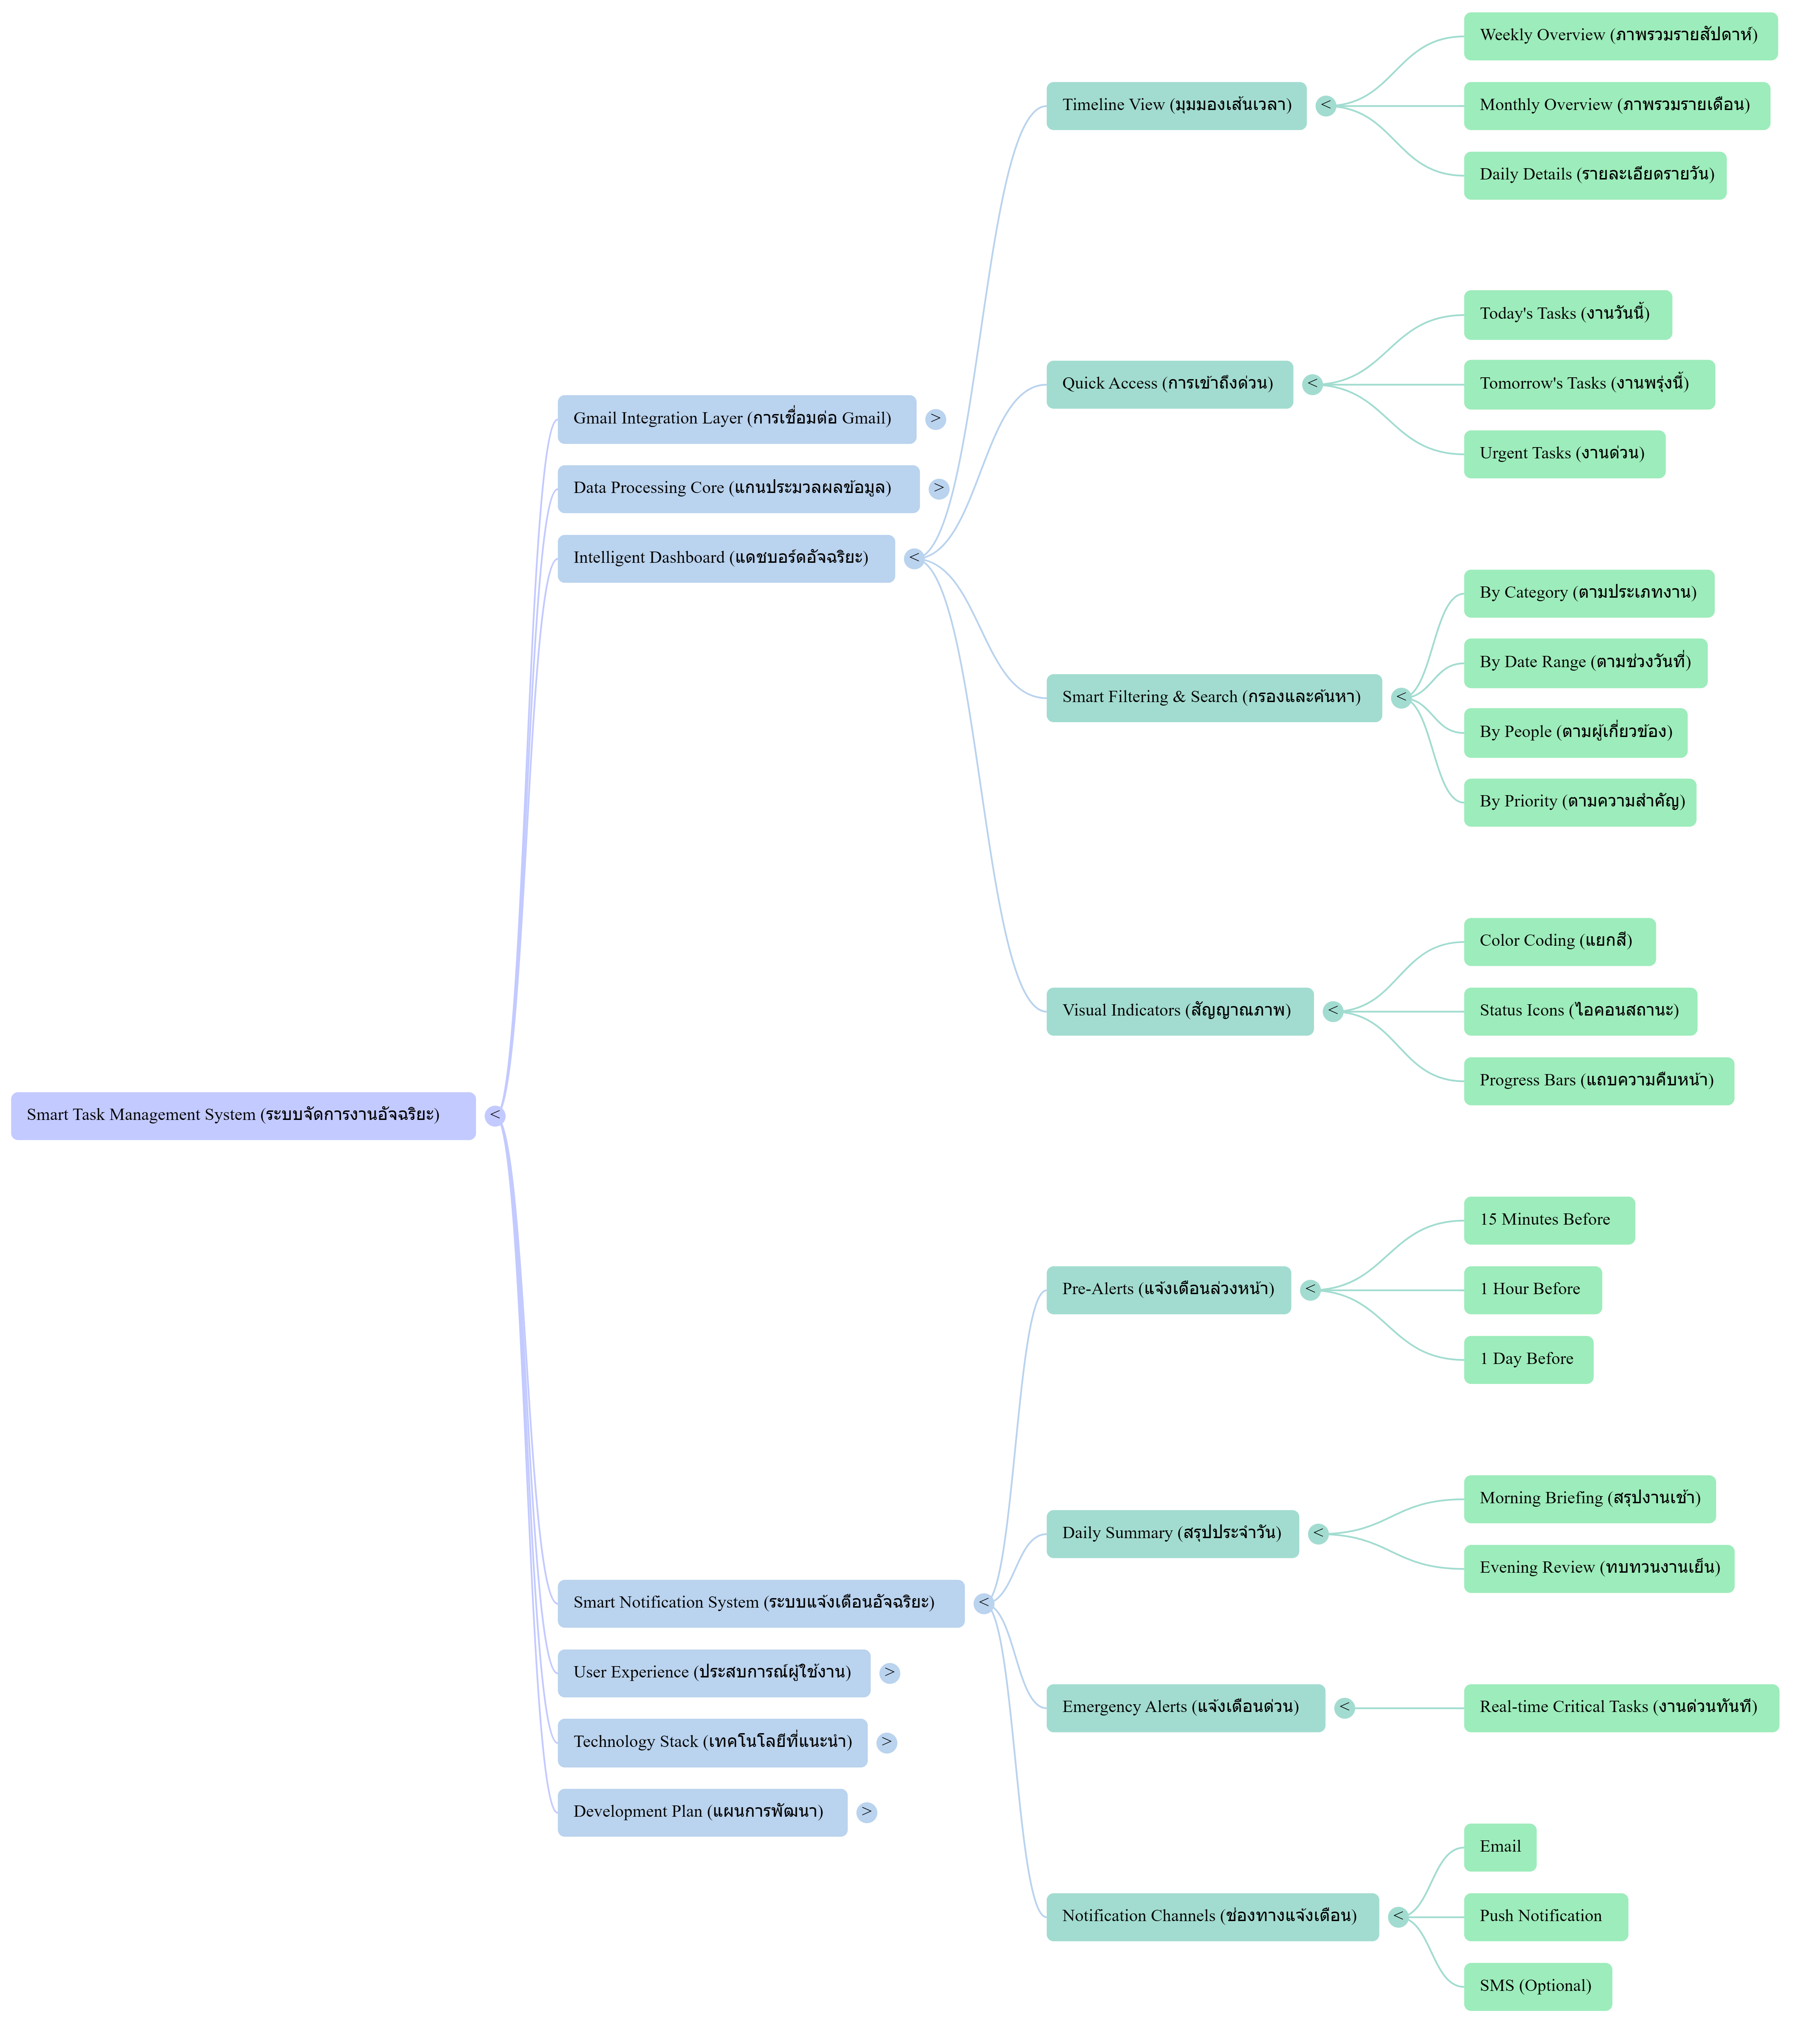 Smart Task Management System (ระบบจัดการงานอัจฉริยะ)
<
Gmail Integration Layer (การเชื่อมต่อ Gmail)
>
Data Processing Core (แกนประมวลผลข้อมูล)
>
Intelligent Dashboard (แดชบอร์ดอัจฉริยะ)
<
Timeline View (มุมมองเส้นเวลา)
<
Weekly Overview (ภาพรวมรายสัปดาห์)
Monthly Overview (ภาพรวมรายเดือน)
Daily Details (รายละเอียดรายวัน)
Quick Access (การเข้าถึงด่วน)
<
Today's Tasks (งานวันนี้)
Tomorrow's Tasks (งานพรุ่งนี้)
Urgent Tasks (งานด่วน)
Smart Filtering & Search (กรองและค้นหา)
<
By Category (ตามประเภทงาน)
By Date Range (ตามช่วงวันที่)
By People (ตามผู้เกี่ยวข้อง)
By Priority (ตามความสำคัญ)
Visual Indicators (สัญญาณภาพ)
<
Color Coding (แยกสี)
Status Icons (ไอคอนสถานะ)
Progress Bars (แถบความคืบหน้า)
Smart Notification System (ระบบแจ้งเตือนอัจฉริยะ)
<
Pre-Alerts (แจ้งเตือนล่วงหน้า)
<
15 Minutes Before
1 Hour Before
1 Day Before
Daily Summary (สรุปประจำวัน)
<
Morning Briefing (สรุปงานเช้า)
Evening Review (ทบทวนงานเย็น)
Emergency Alerts (แจ้งเตือนด่วน)
<
Real-time Critical Tasks (งานด่วนทันที)
Notification Channels (ช่องทางแจ้งเตือน)
<
Email
Push Notification
SMS (Optional)
User Experience (ประสบการณ์ผู้ใช้งาน)
>
Technology Stack (เทคโนโลยีที่แนะนำ)
>
Development Plan (แผนการพัฒนา)
>